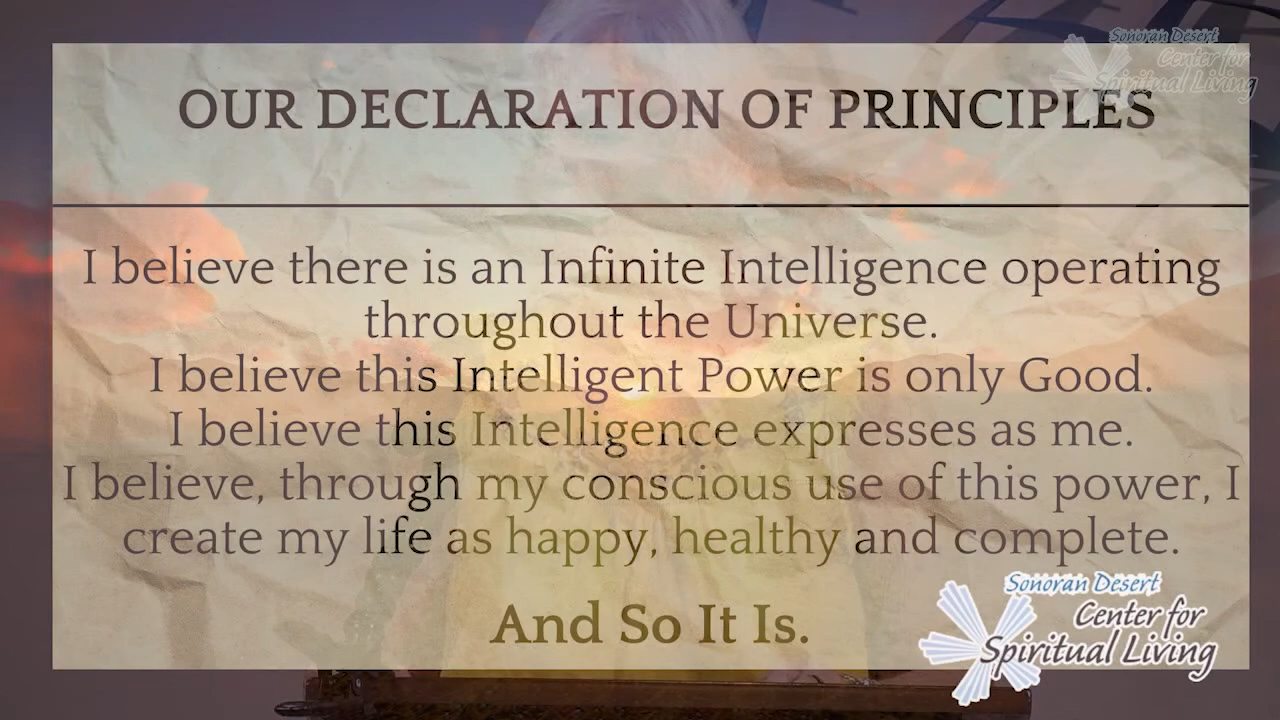 Sonoran Desert
Center for
Spiritual Living
OUR DECLARATION OF PRINCIPLES
I believe there is an Infinite Intelligence operating
throughout the Universe.
I believe this Intelligent Power is only Good.
I believe this Intelligence expresses as me.
I believe, through my conscious use of this power, I
create my life as happy, healthy and complete.
And So It Is.
Sonoran Desert
Center for
Spiritual Living